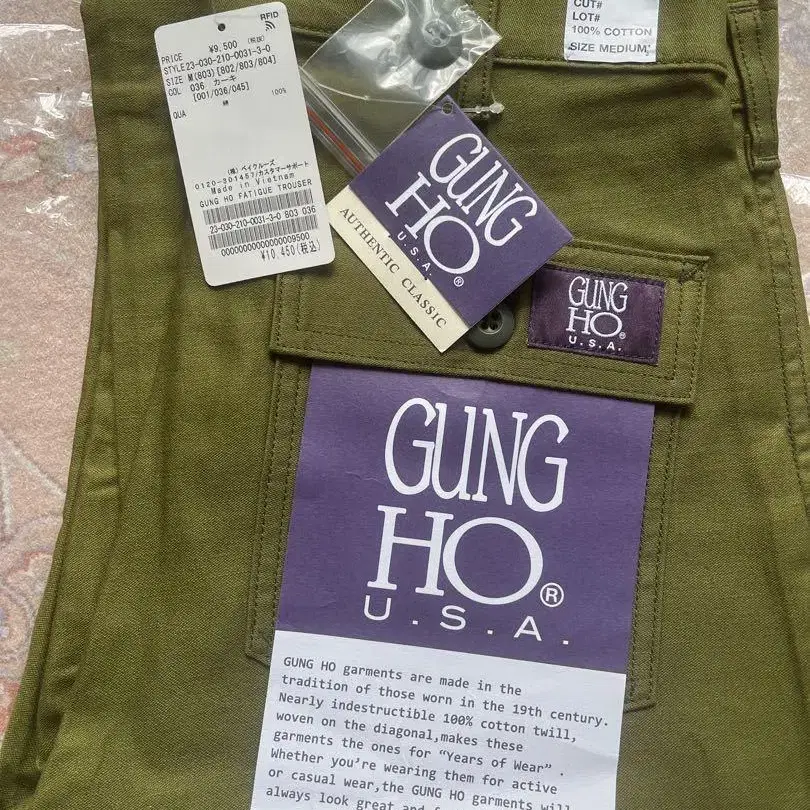 RFID
PRICE ¥9,500 (税抜)
STYLE 23-030-210-0031-3-0
SIZE M(803) [802/803/804]
COL 036 カーキ
[001/036/045]
QUA 綿 100%
(株) ベイクルーズ
0120-301457/カスタマーサポート
Made in Vietnam
GUNG HO FATIGUE TROUSER
23-030-210-0031-3-0 803 036
0000000000000009500
¥10,450(税込)
CUT#
LOT#
100% COTTON
SIZE MEDIUM
GUNG
HO
U.S.A.®
AUTHENTIC CLASSIC
GUNG
HO®
U.S.A.
GUNG
HO®
U.S.A.
GUNG HO garments are made in the
tradition of those worn in the 19th century.
Nearly indestructible 100% cotton twill,
woven on the diagonal,makes these
garments the ones for “Years of Wear” .
Whether you’re wearing them for active
or casual wear,the GUNG HO garments will
always look great and